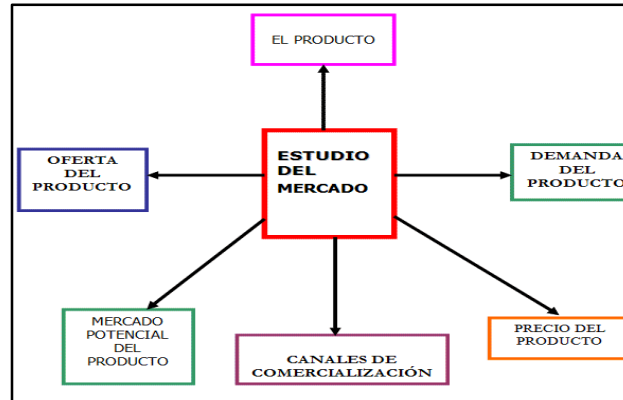 EL PRODUCTO
OFERTA
DEL
PRODUCTO
ESTUDIO
DEL
MERCADO
DEMANDA
DEL
PRODUCTO
MERCADO
POTENCIAL
DEL
PRODUCTO
CANALES DE
COMERCIALIZACIÓN
PRECIO DEL
PRODUCTO